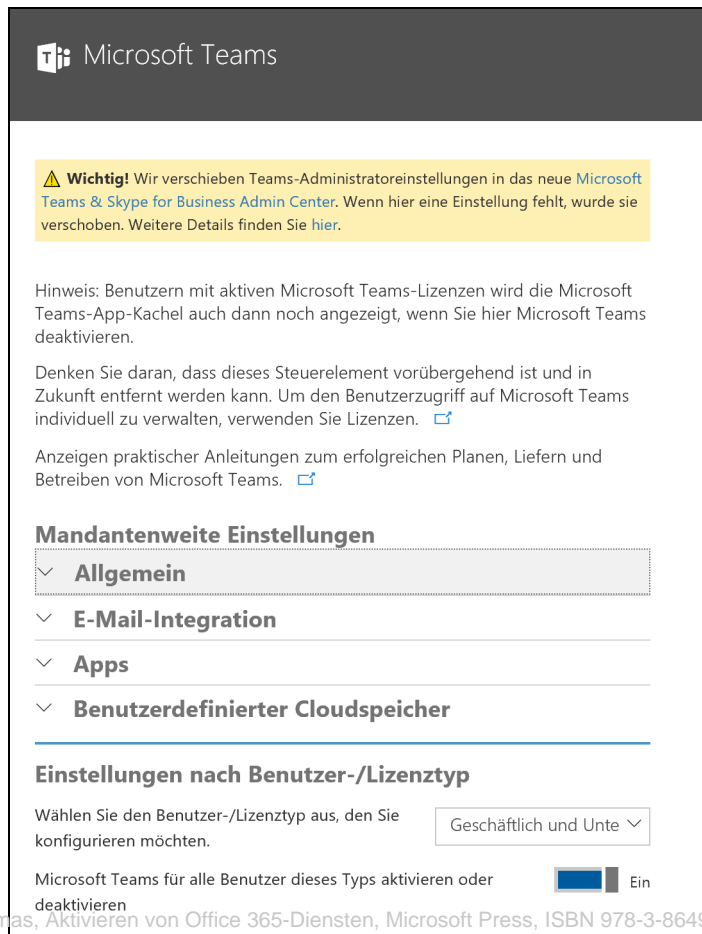 Microsoft Teams
Wichtig! Wir verschieben Teams-Administratoreinstellungen in das neue Microsoft
Teams & Skype for Business Admin Center. Wenn hier eine Einstellung fehlt, wurde sie
verschoben. Weitere Details finden Sie hier.
Hinweis: Benutzern mit aktiven Microsoft Teams-Lizenzen wird die Microsoft
Teams-App-Kachel auch dann noch angezeigt, wenn Sie hier Microsoft Teams
deaktivieren.
Denken Sie daran, dass dieses Steuerelement vorübergehend ist und in
Zukunft entfernt werden kann. Um den Benutzerzugriff auf Microsoft Teams
individuell zu verwalten, verwenden Sie Lizenzen.
Anzeigen praktischer Anleitungen zum erfolgreichen Planen, Liefern und
Betreiben von Microsoft Teams.
Mandantenweite Einstellungen
Allgemein
E-Mail-Integration
Apps
Benutzerdefinierter Cloudspeicher
Einstellungen nach Benutzer-/Lizenztyp
Wählen Sie den Benutzer-/Lizenztyp aus, den Sie
konfigurieren möchten.
Geschäftlich und Unte
Microsoft Teams für alle Benutzer dieses Typs aktivieren oder
deaktivieren
Ein
mas, Aktivieren von Office 365-Diensten, Microsoft Press, ISBN 978-3-8649